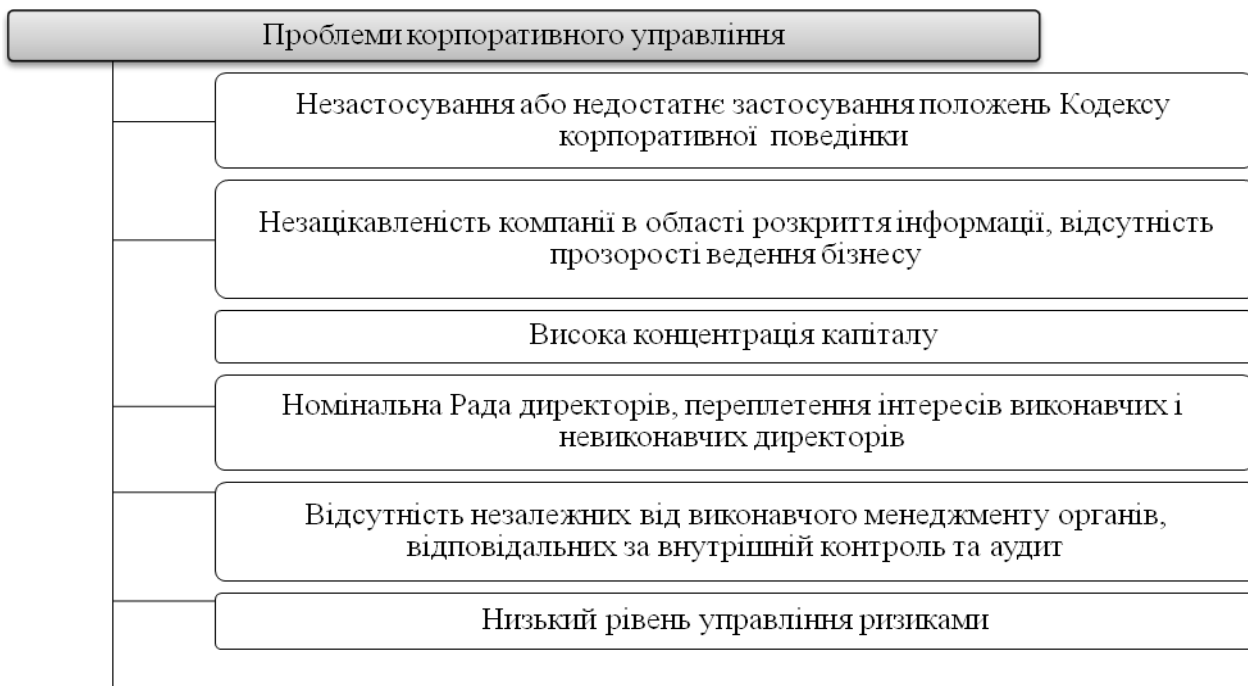 Проблеми корпоративного управління
Незастосування або недостатнє застосування положень Кодексу
корпоративної поведінки
Незацікавленість компанії в області розкриття інформації, відсутність
прозорості ведення бізнесу
Висока концентрація капіталу
Номінальна Рада директорів, переплетення інтересів виконавчих і
невиконавчих директорів
Відсутність незалежних від виконавчого менеджменту органів,
відповідальних за внутрішній контроль та аудит
Низький рівень управління ризиками